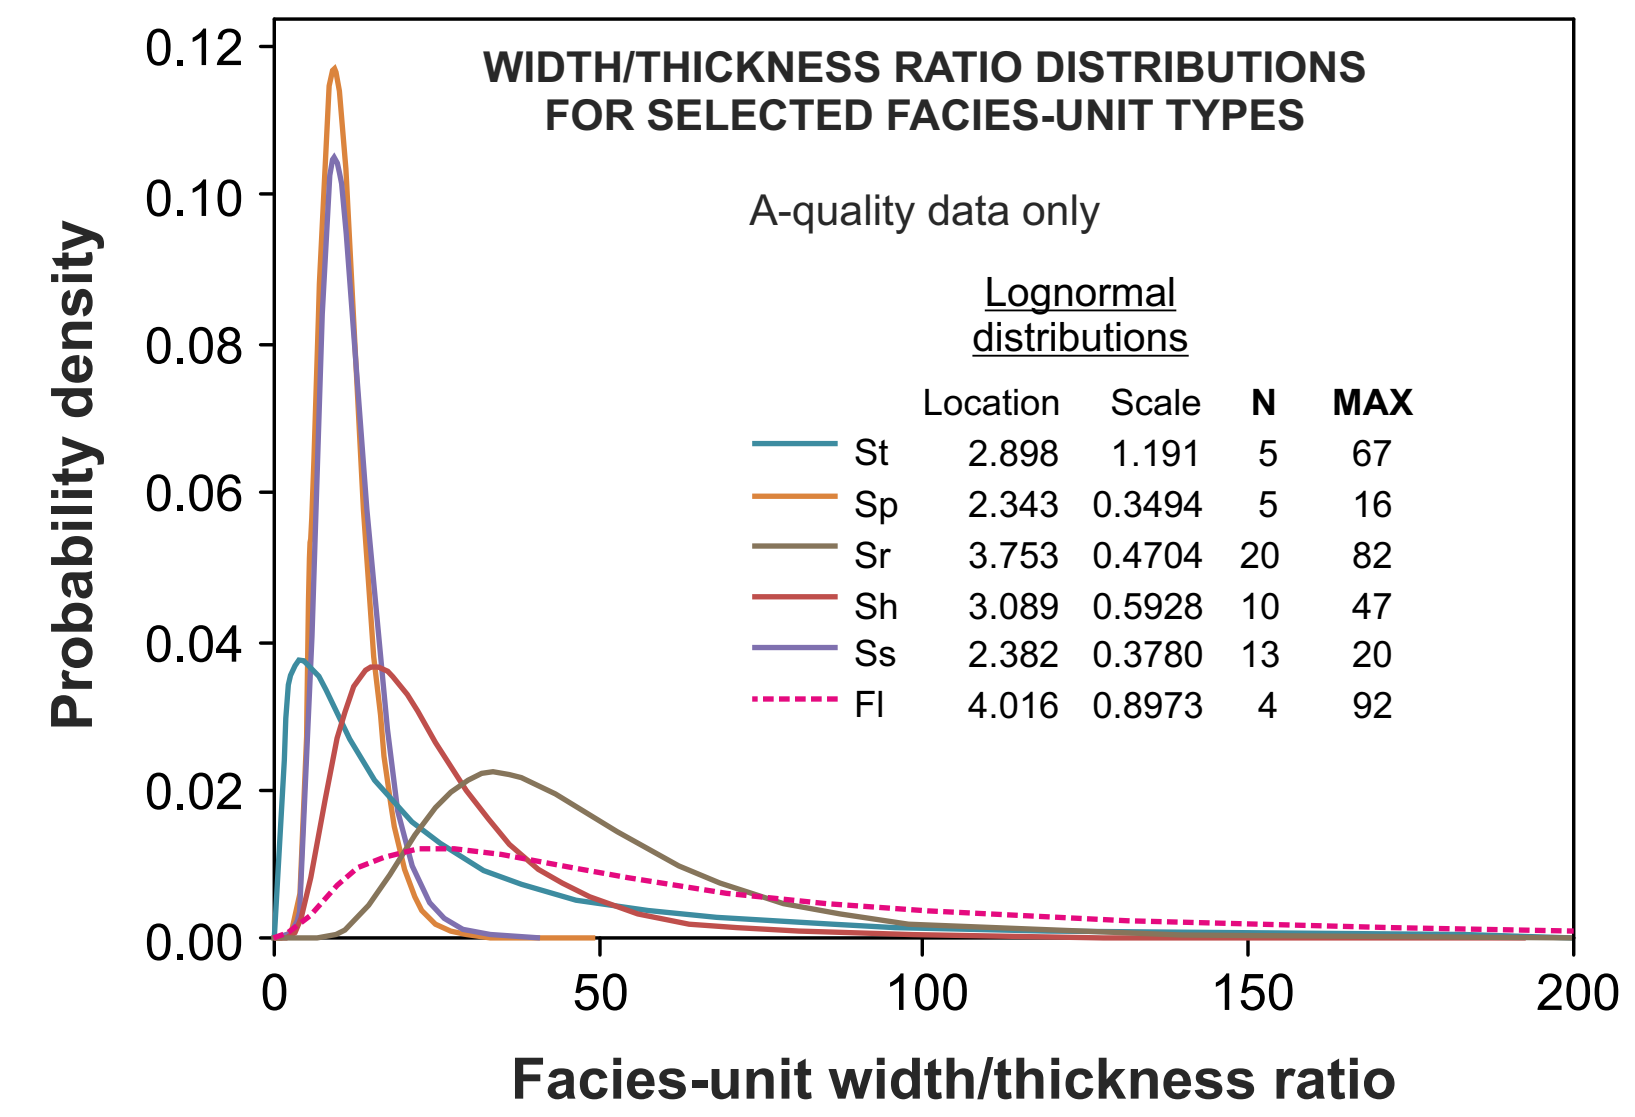 WIDTH/THICKNESS RATIO DISTRIBUTIONS
FOR SELECTED FACIES-UNIT TYPES
A-quality data only
Lognormal
distributions
Location Scale N MAX
St 2.898 1.191 5 67
Sp 2.343 0.3494 5 16
Sr 3.753 0.4704 20 82
Sh 3.089 0.5928 10 47
Ss 2.382 0.3780 13 20
Fl 4.016 0.8973 4 92
Probability density
0.12
0.10
0.08
0.06
0.04
0.02
0.00
0 50 100 150 200
Facies-unit width/thickness ratio